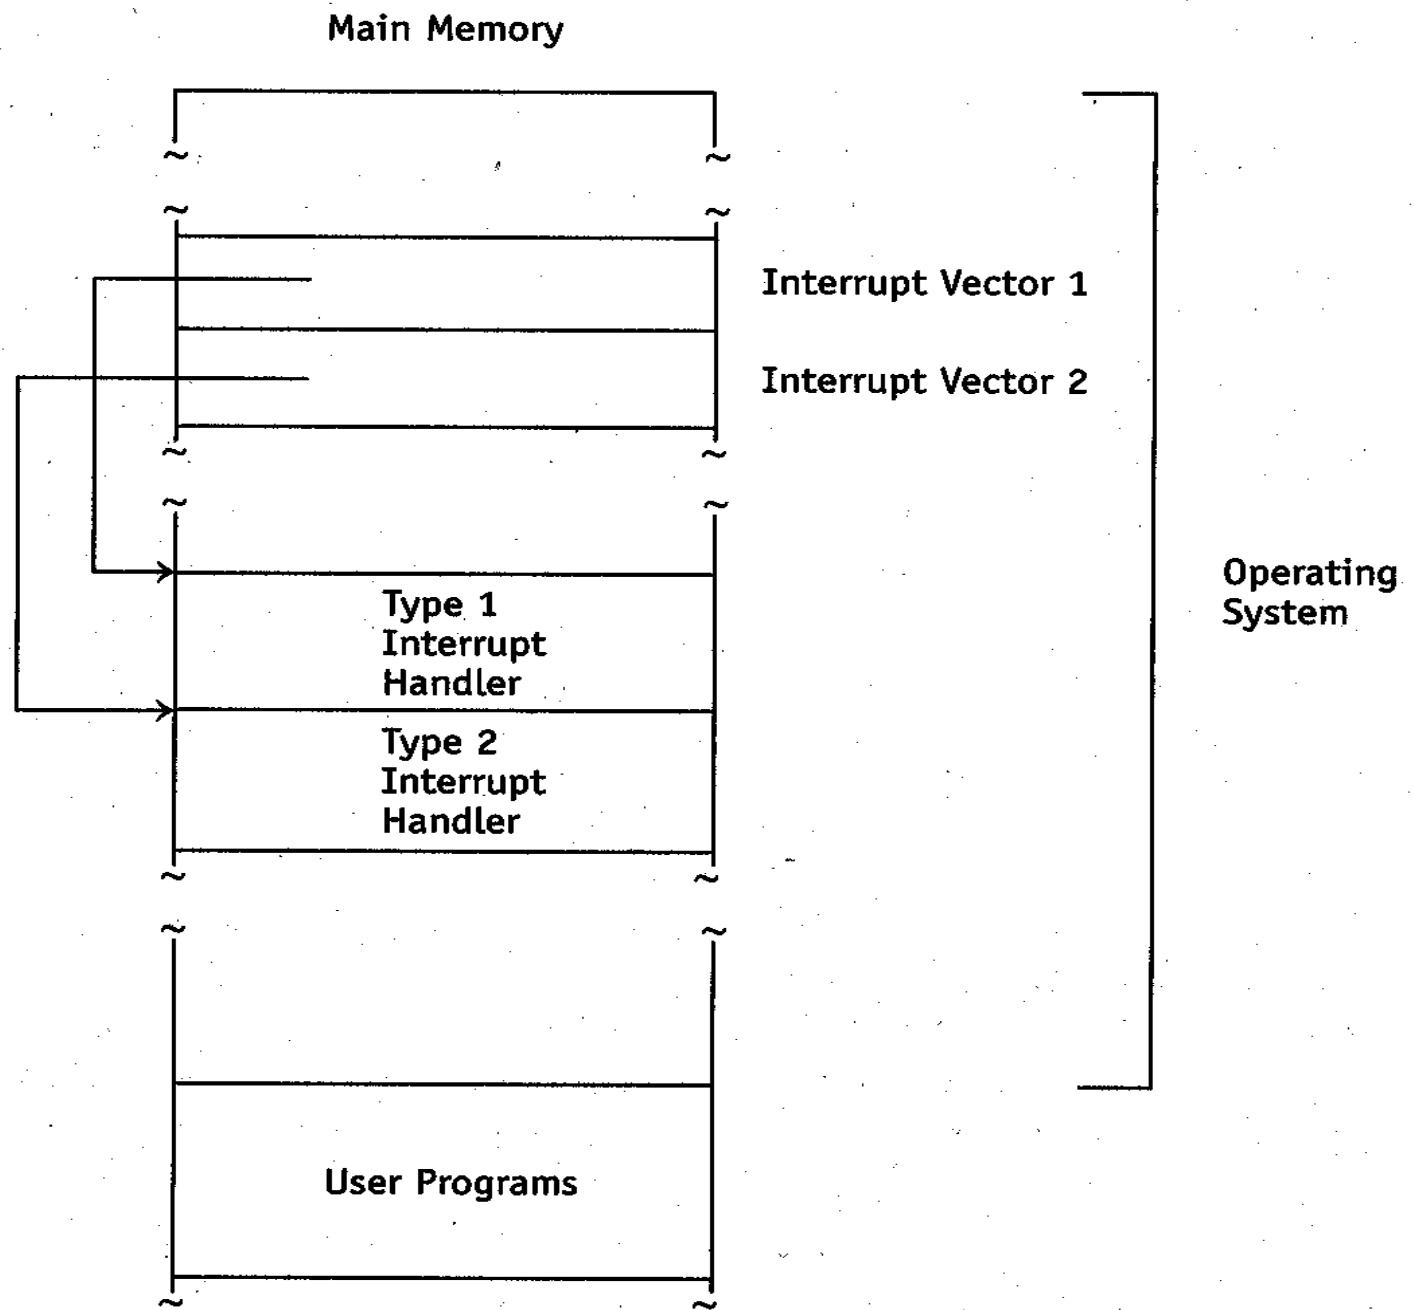 Main Memory
Interrupt Vector 1
Interrupt Vector 2
Operating
System
Type 1
Interrupt
Handler
Type 2
Interrupt
Handler
User Programs